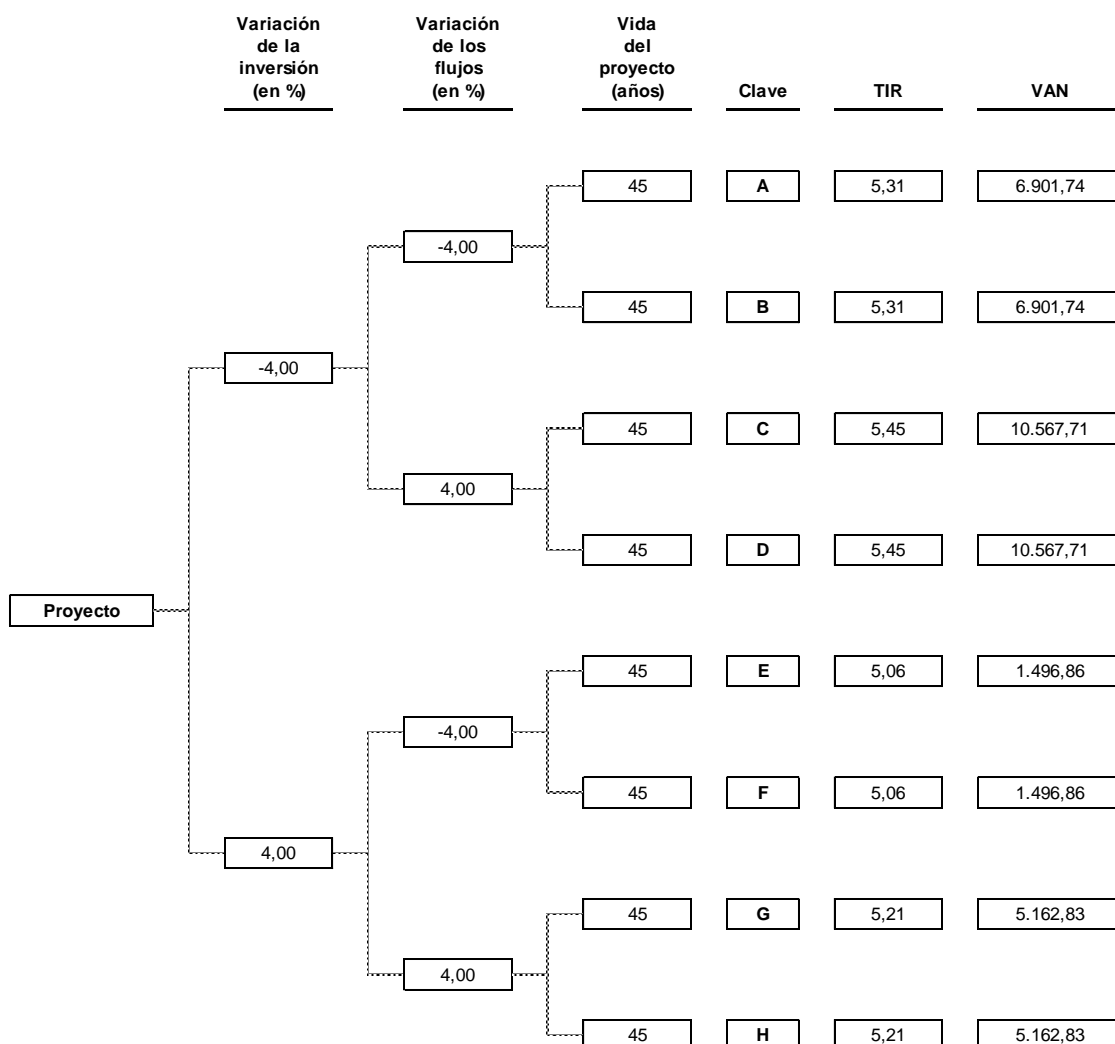 Variación
de la
inversión
(en %)
Variación
de los
flujos
(en %)
Vida
del
proyecto
(años)
Clave
TIR
VAN
45 A 5,31 6.901,74
-4,00
45 B 5,31 6.901,74
-4,00
45 C 5,45 10.567,71
4,00
45 D 5,45 10.567,71
Proyecto
45 E 5,06 1.496,86
-4,00
45 F 5,06 1.496,86
4,00
45 G 5,21 5.162,83
4,00
45 H 5,21 5.162,83